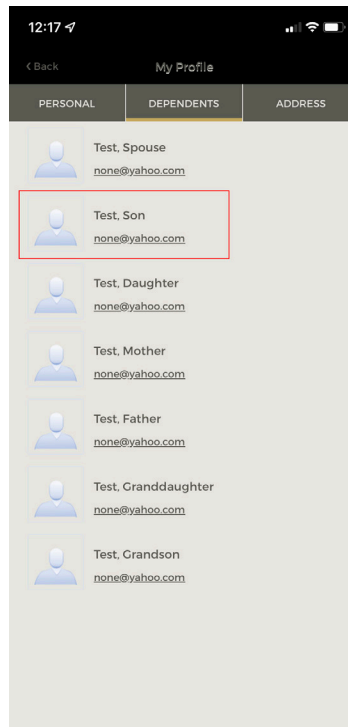 12:17
Back My Profile
PERSONAL DEPENDENTS ADDRESS
Test, Spouse
none@yahoo.com
Test, Son
none@yahoo.com
Test, Daughter
none@yahoo.com
Test, Mother
none@yahoo.com
Test, Father
none@yahoo.com
Test, Granddaughter
none@yahoo.com
Test, Grandson
none@yahoo.com